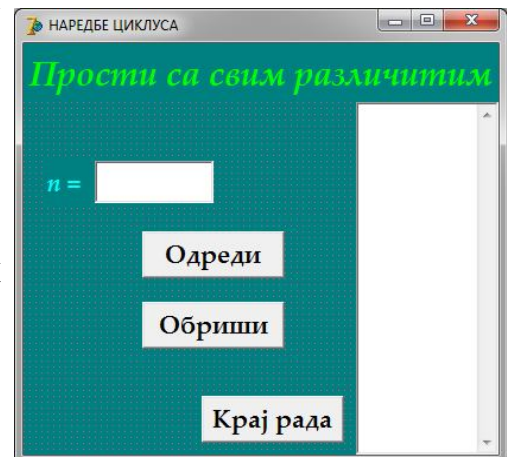 НАРЕДБЕ ЦИКЛУСА
Прости са свим различитим
n =
Одреди
Обриши
Крај рада